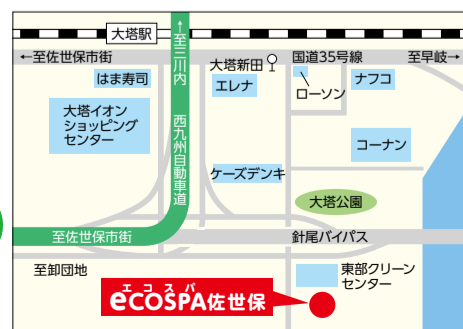 大塔駅
←至佐世保市街
↑至三川内
大塔新田
国道35号線
至早岐→
はま寿司
エレナ
ローソン
ナフコ
大塔イオン
ショッピング
センター
西九州自動車道
コーナン
ケーズデンキ
大塔公園
至佐世保市街
針尾バイパス
至卸団地
東部クリーン
センター
エコスパ
eCOSPA佐世保